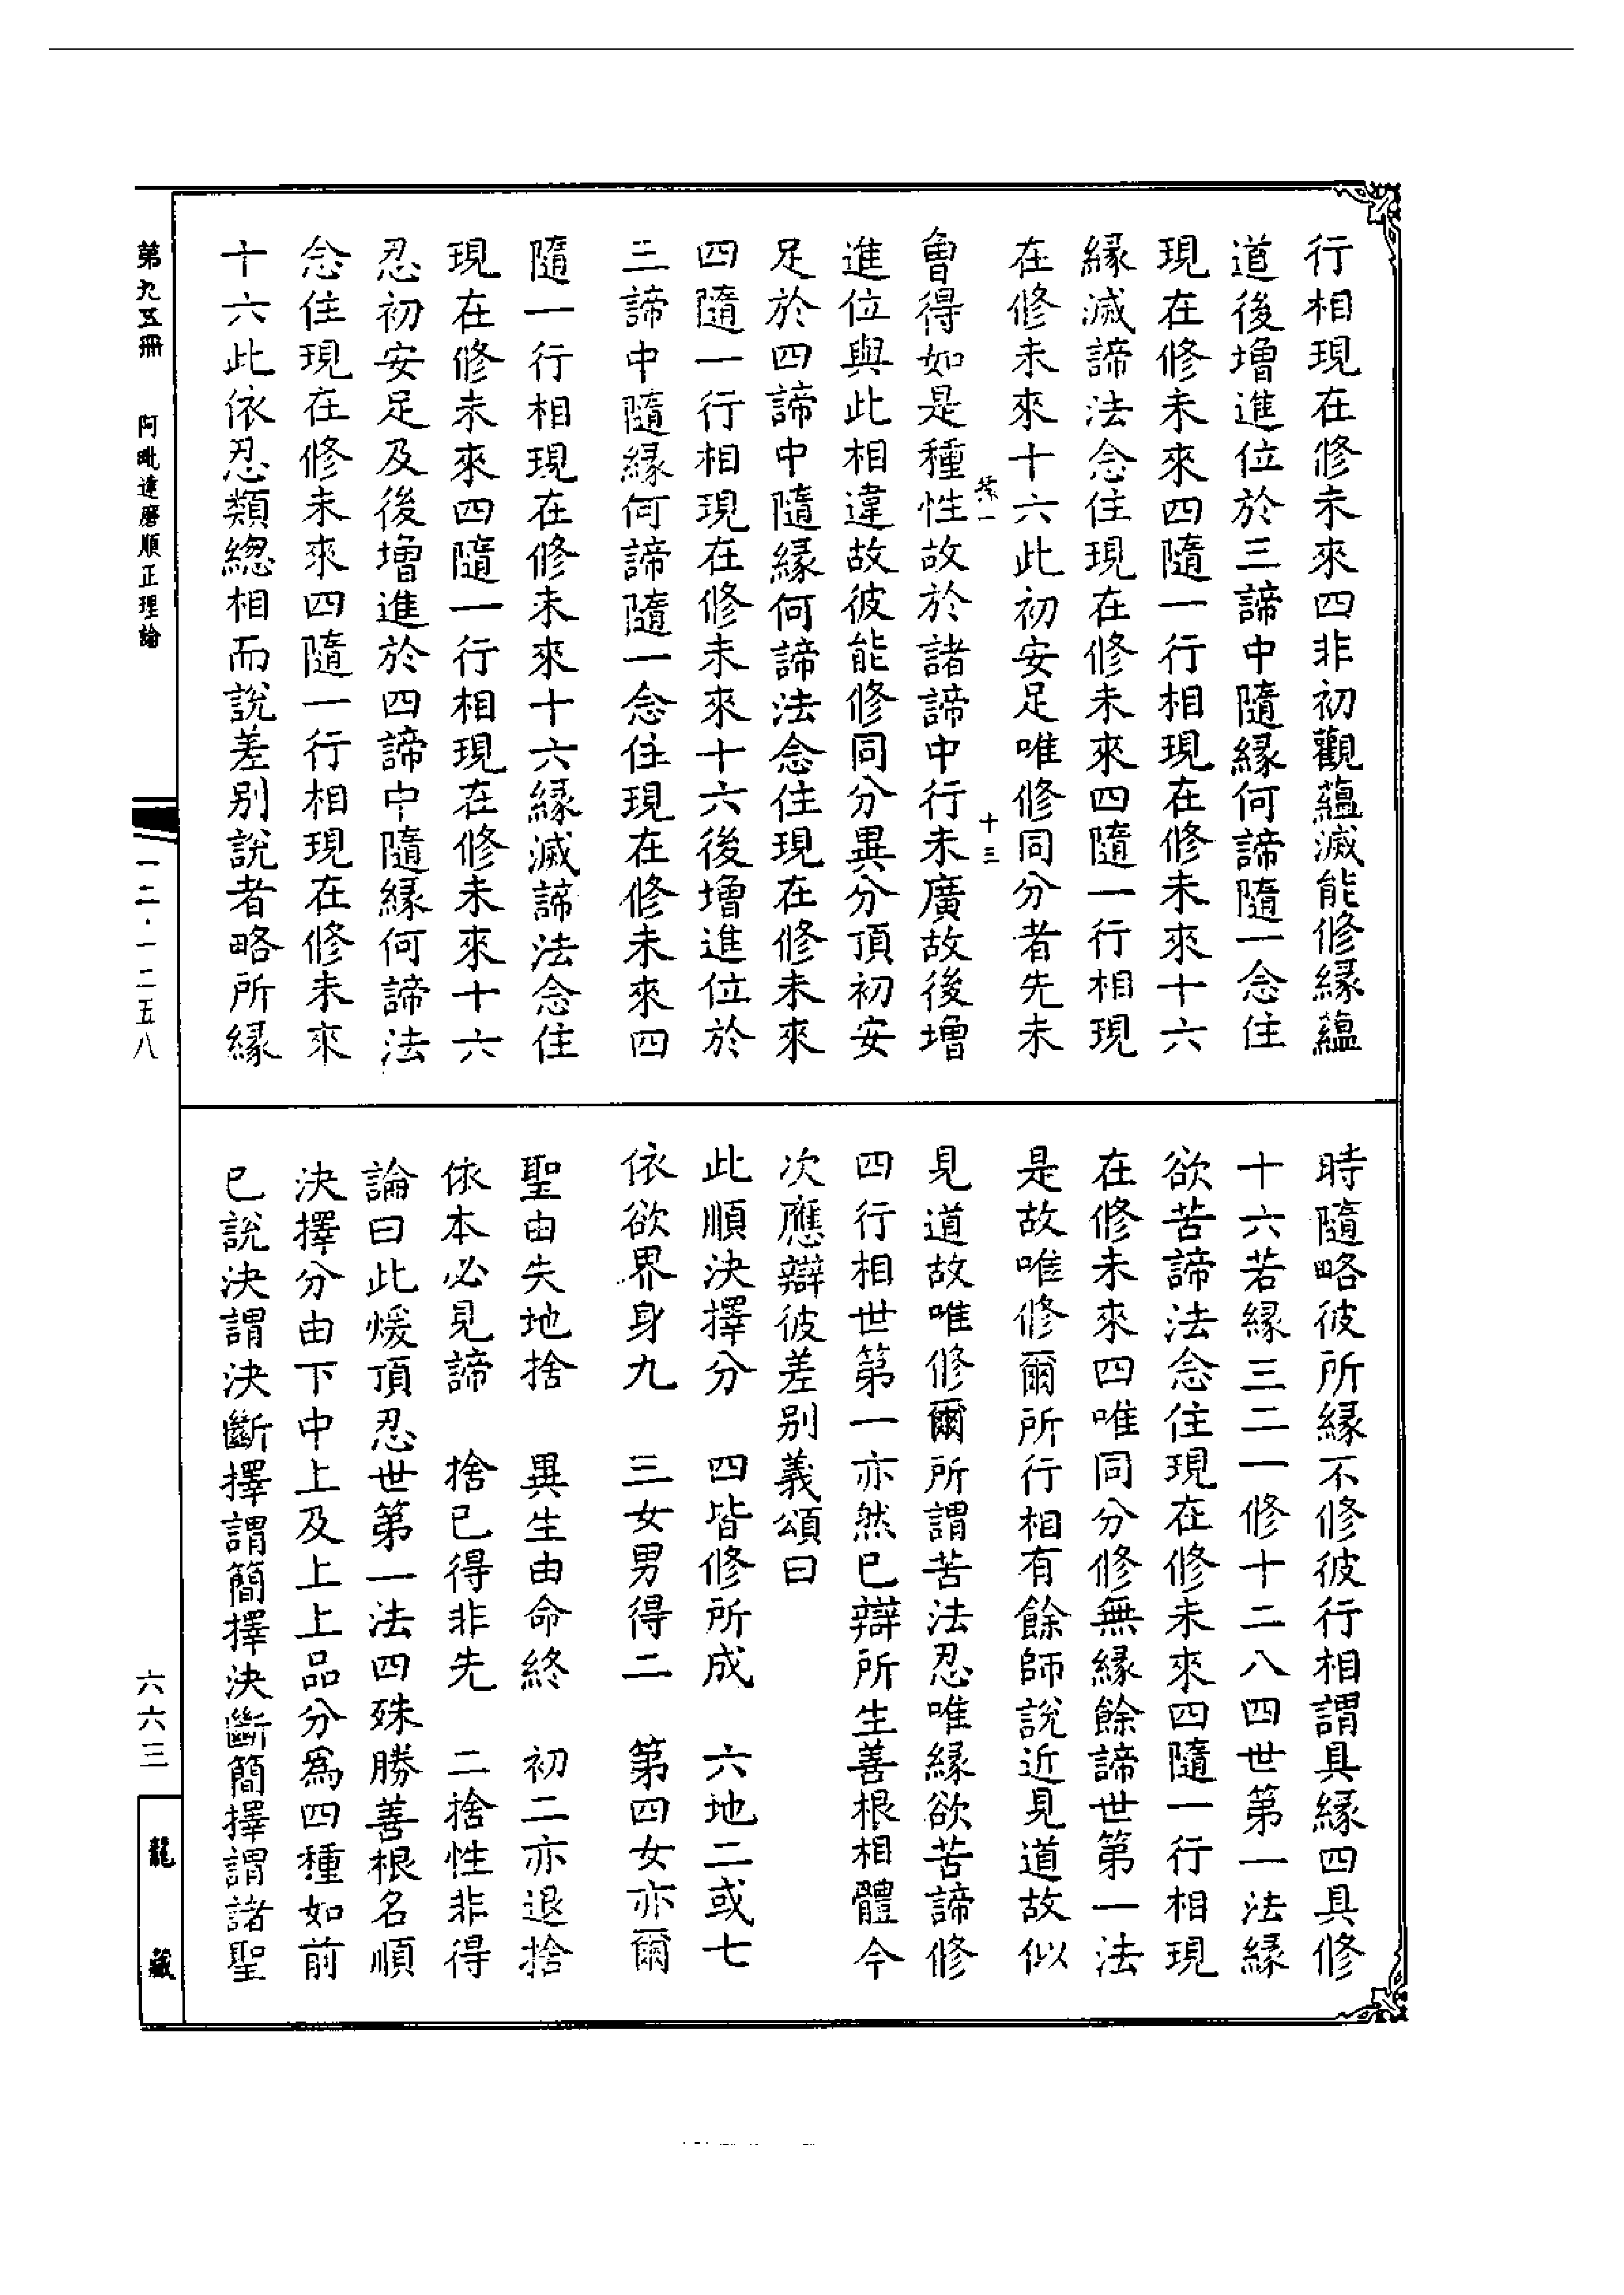 行相現在修未來四非初觀蘊滅能修緣蘊
道後增進位於三諦中隨緣何諦隨一念住
現在修未來四隨一行相現在修未來十六
緣滅諦法念住現在修未來四隨一行相現
在修未來十六此初安足唯修同分者先未
十三
曾得如是種性故於諸諦中行未廣故後增
進位與此相違故彼能修同分異分頂初安
足於四諦中隨緣何諦法念住現在修未來
四隨一行相現在修未來十六後增進位於
三諦中隨緣何諦隨一念住現在修未來四
隨一行相現在修未來十六緣滅諦法念住
現在修未來四隨一行相現在修未來十六
忍初安足及後增進於四諦中隨緣何諦法
念住現在修未來四隨一行相現在修未來
十六此依忍類緫相而說差別說者略所緣
時隨略彼所緣不修彼行相謂具緣四具修
十六若緣三二一修十二八四世第一法緣
欲苦諦法念住現在修未來四隨一行相現
在修未來四唯同分修無緣餘諦世第一法
是故唯修爾所行相有餘師說近見道故似
見道故唯修爾所謂苦法忍唯緣欲苦諦修
四行相世第一亦然已辯所生善根相體今
次應辯彼差別義頌曰
此順決擇分 四皆修所成 六地二或七
依欲界身九 三女男得二 第四女亦爾
聖由失地捨 異生由命終 初二亦退捨
依本必見諦 捨已得非先 二捨性非得
論曰此煖頂忍世第一法四殊勝善根名順
決擇分由下中上及上上品分為四種如前
已說決謂決斷擇謂簡擇決斷簡擇謂諸聖
第九五冊 阿毗達磨順正理論
一二·一二五八
六六三
龍藏